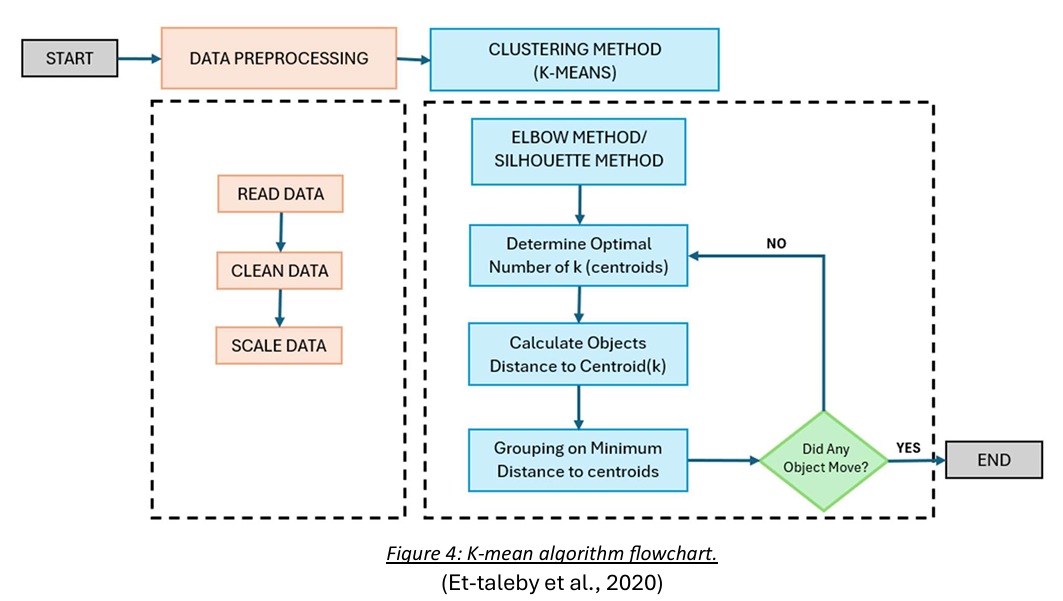 START
DATA PREPROCESSING
CLUSTERING METHOD
(K-MEANS)
READ DATA
CLEAN DATA
SCALE DATA
ELBOW METHOD/
SILHOUETTE METHOD
Determine Optimal
Number of k (centroids)
Calculate Objects
Distance to Centroid(k)
Grouping on Minimum
Distance to centroids
NO
Did Any
Object Move?
YES
END
Figure 4: K-mean algorithm flowchart.
(Et-taleby et al., 2020)